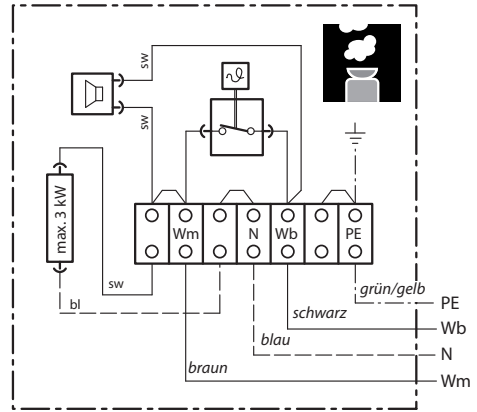 sw
sw
max. 3 kW
Wm
N
Wb
PE
sw
bl
grün/gelb
PE
schwarz
Wb
blau
N
braun
Wm